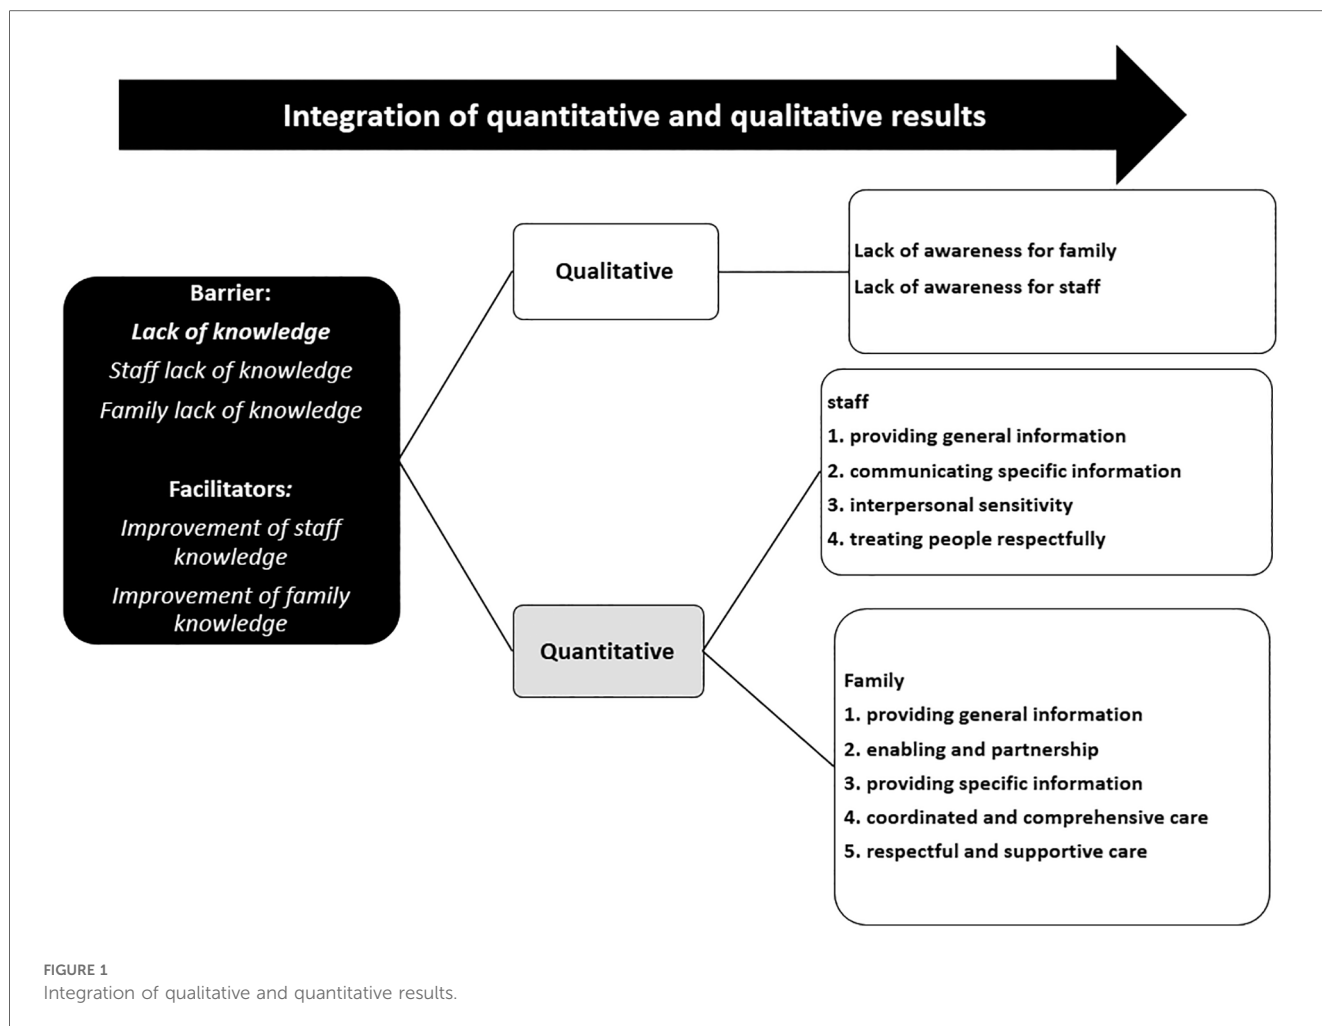 Integration of quantitative and qualitative results
Barrier:
Lack of knowledge
Staff lack of knowledge
Family lack of knowledge
Facilitators:
Improvement of staff
knowledge
Improvement of family
knowledge
Qualitative
Lack of awareness for family
Lack of awareness for staff
Quantitative
staff
1. providing general information
2. communicating specific information
3. interpersonal sensitivity
4. treating people respectfully
Family
1. providing general information
2. enabling and partnership
3. providing specific information
4. coordinated and comprehensive care
5. respectful and supportive care
FIGURE 1
Integration of qualitative and quantitative results.